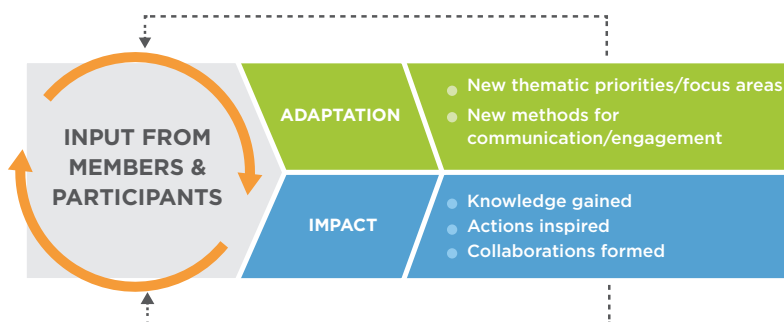 INPUT FROM
MEMBERS &
PARTICIPANTS
ADAPTATION
New thematic priorities/focus areas
New methods for
communication/engagement
IMPACT
Knowledge gained
Actions inspired
Collaborations formed